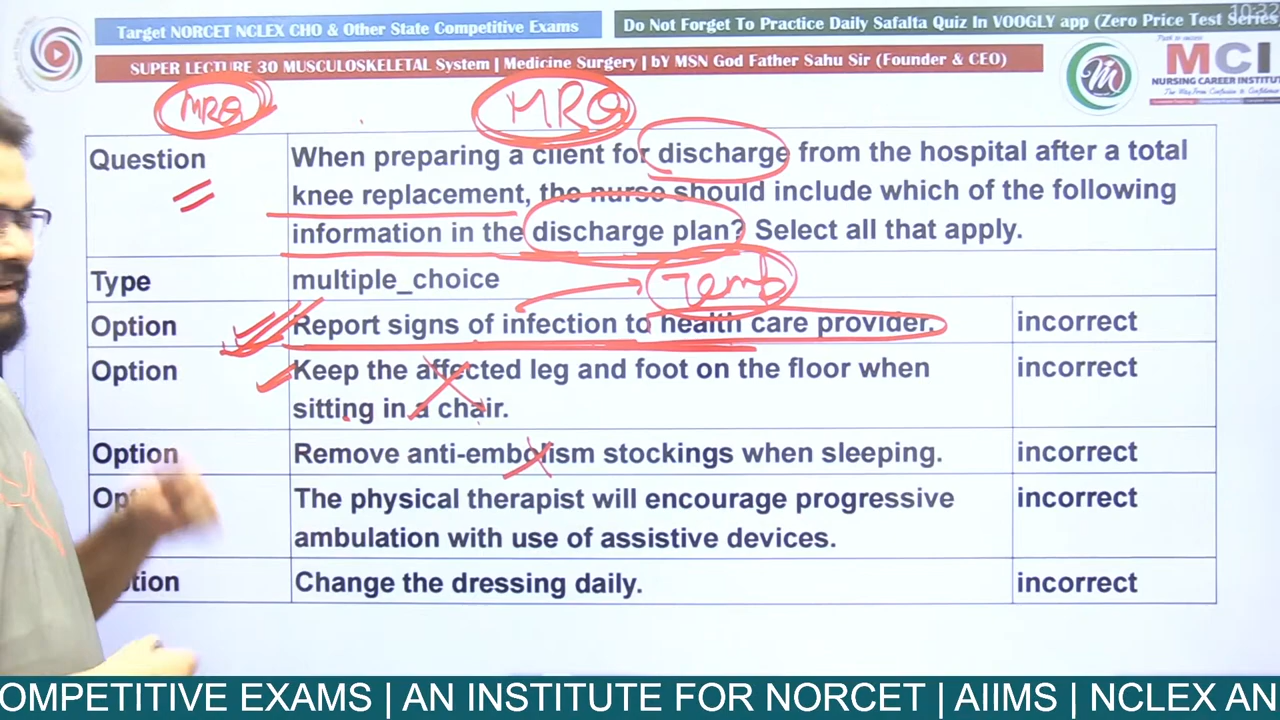 10:32
Target NORCET NCLEX CHO & Other State Competitive Exams
Do Not Forget To Practice Daily Safalta Quiz In VOOGLY app (Zero Price Test Series
SUPER LECTURE 30 MUSCULOSKELETAL System | Medicine Surgery | bY MSN God Father Sahu Sir (Founder & CEO)
MCI
NURSING CAREER INSTITU
MRQ
MRQ
Question
When preparing a client for discharge from the hospital after a total
knee replacement, the nurse should include which of the following
information in the discharge plan? Select all that apply.
Type
multiple_choice
Temb
Option
Report signs of infection to health care provider.
incorrect
Option
Keep the affected leg and foot on the floor when
sitting in a chair.
incorrect
Option
Remove anti-embolism stockings when sleeping.
incorrect
The physical therapist will encourage progressive
ambulation with use of assistive devices.
incorrect
Change the dressing daily.
incorrect
OMPETITIVE EXAMS | AN INSTITUTE FOR NORCET | AIIMS | NCLEX AN